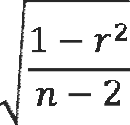 √((1 − r²)/(n − 2))